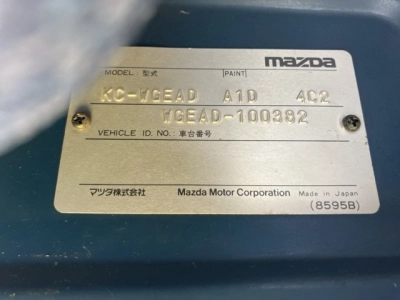 mazda
MODEL: 型式 PAINT
KC-WGEAD A1D 4C2
WGEAD-100382
VEHICLE ID. NO.: 車台番号
マツダ株式会社 Mazda Motor Corporation Made in Japan
(8595B)